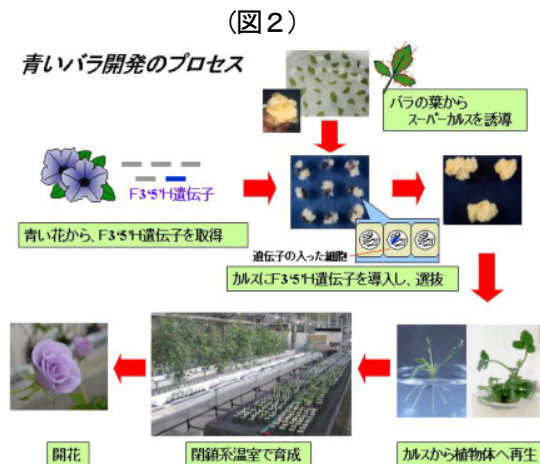 (図2)
青いバラ開発のプロセス
バラの葉から
スーパーカルスを誘導
F3'5'H遺伝子
青い花から、F3'5'H遺伝子を取得
遺伝子の入った細胞
カルスにF3'5'H遺伝子を導入し、選抜
開花
閉鎖系温室で育成
カルスから植物体へ再生